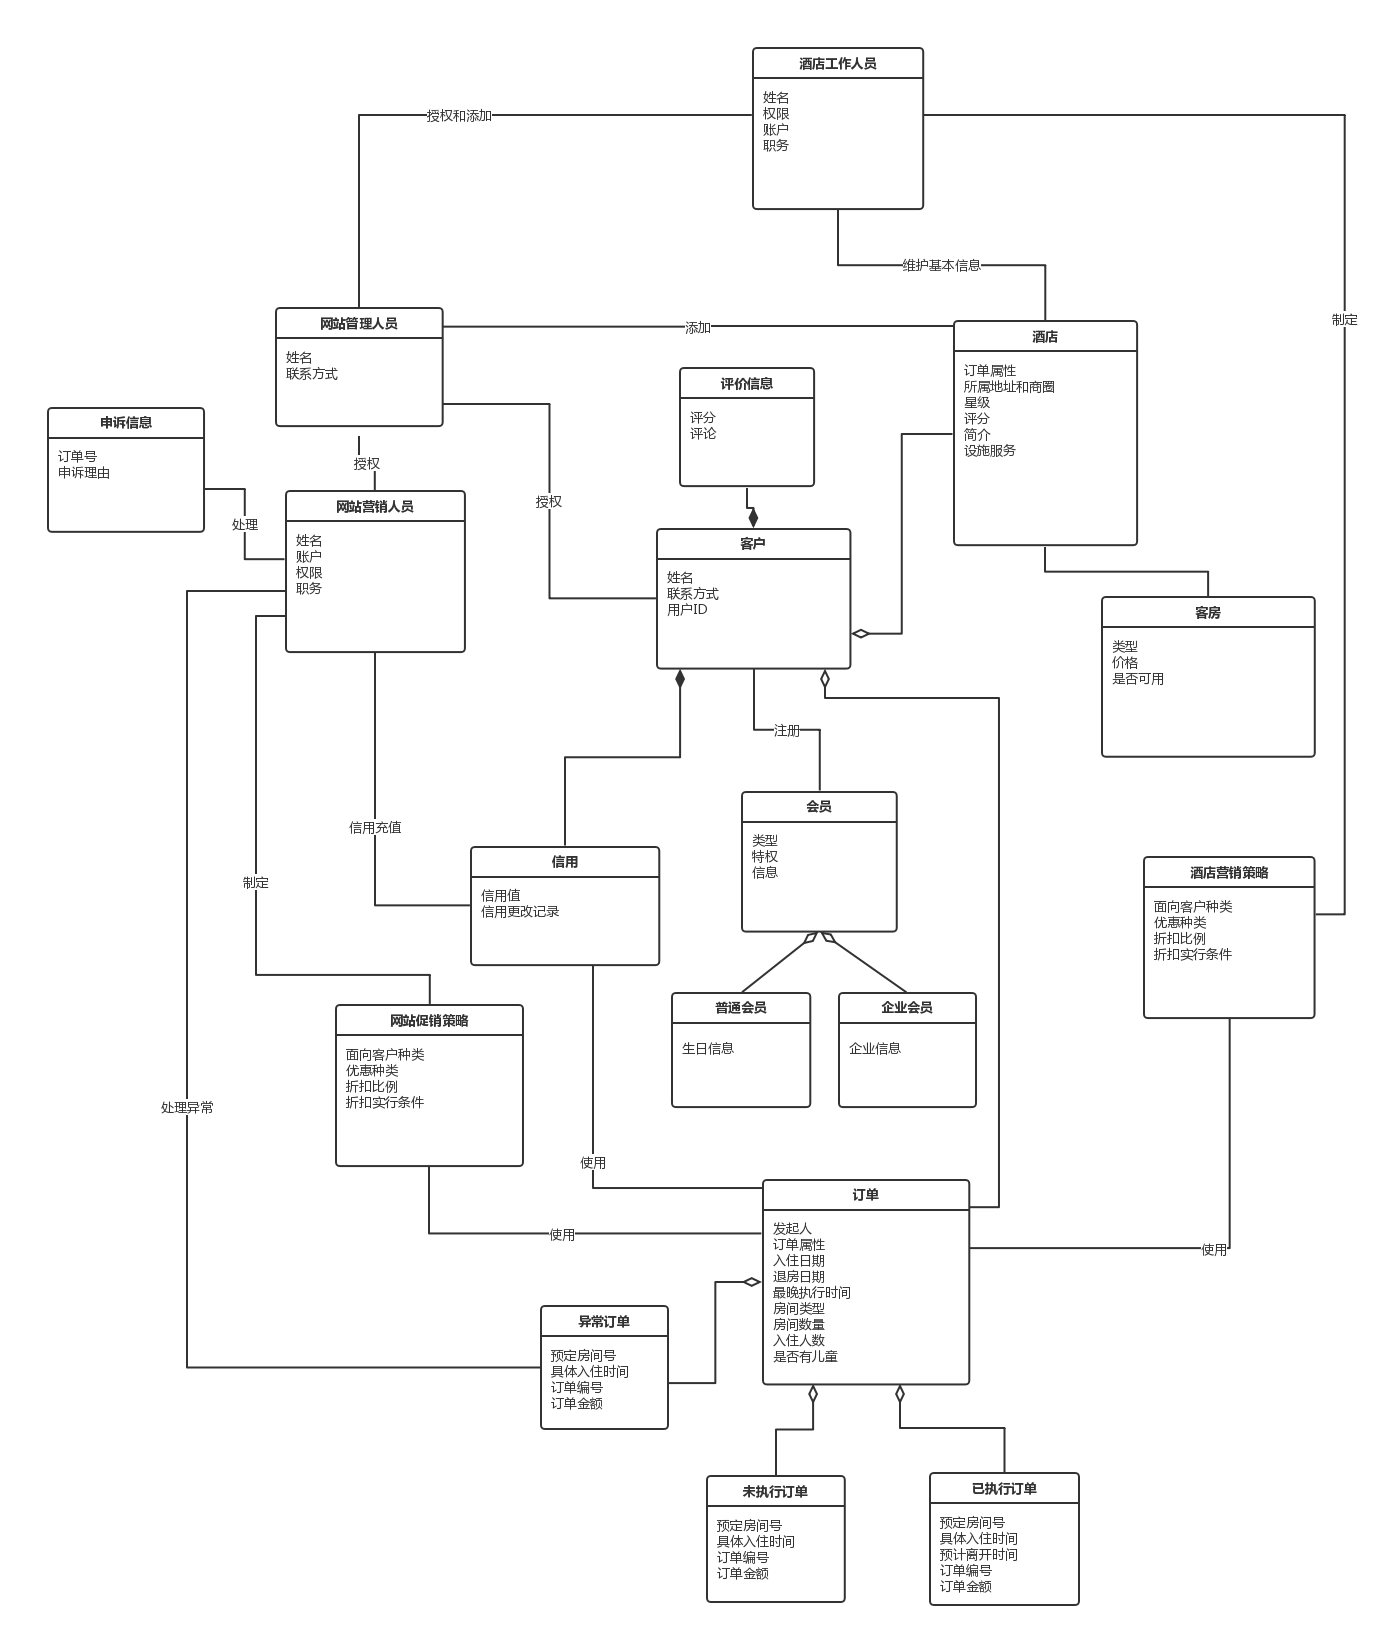 酒店工作人员
姓名
权限
账户
职务
授权和添加
维护基本信息
制定
网站管理人员
姓名
联系方式
添加
酒店
订单属性
所属地址和商圈
星级
评分
简介
设施服务
评价信息
评分
评论
申诉信息
订单号
申诉理由
授权
处理
网站营销人员
姓名
账户
权限
职务
授权
客户
姓名
联系方式
用户ID
客房
类型
价格
是否可用
注册
会员
类型
特权
信息
信用充值
信用
信用值
信用更改记录
制定
酒店营销策略
面向客户种类
优惠种类
折扣比例
折扣实行条件
普通会员
生日信息
企业会员
企业信息
网站促销策略
面向客户种类
优惠种类
折扣比例
折扣实行条件
处理异常
使用
使用
使用
订单
发起人
订单属性
入住日期
退房日期
最晚执行时间
房间类型
房间数量
入住人数
是否有儿童
异常订单
预定房间号
具体入住时间
订单编号
订单金额
未执行订单
预定房间号
具体入住时间
订单编号
订单金额
已执行订单
预定房间号
具体入住时间
预计离开时间
订单编号
订单金额